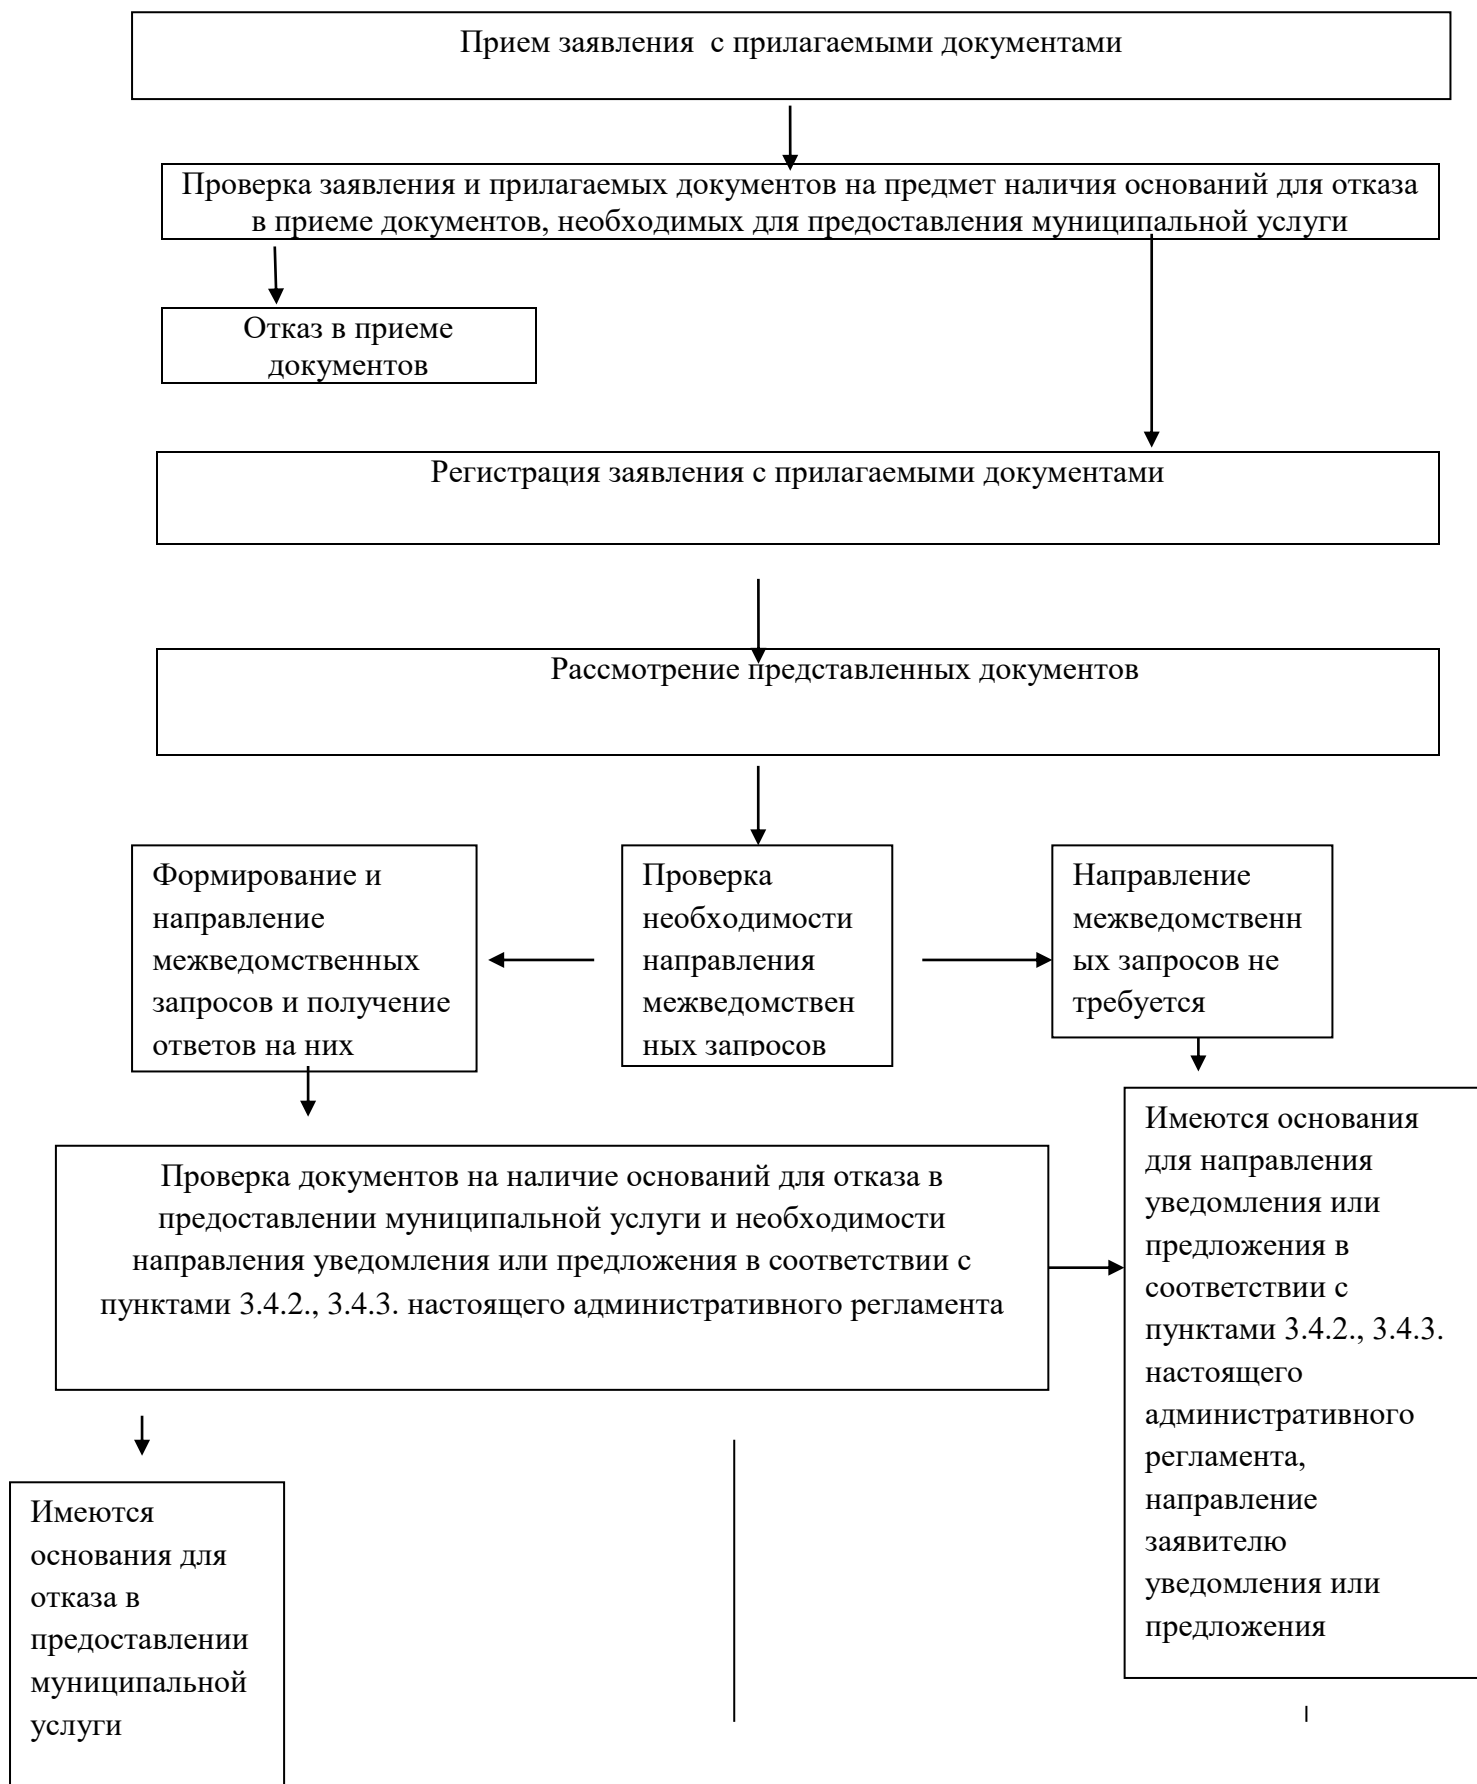 Прием заявления с прилагаемыми документами
Проверка заявления и прилагаемых документов на предмет наличия оснований для отказа
в приеме документов, необходимых для предоставления муниципальной услуги
Отказ в приеме
документов
Регистрация заявления с прилагаемыми документами
Рассмотрение представленных документов
Формирование и
направление
межведомственных
запросов и получение
ответов на них
Проверка
необходимости
направления
межведомствен
ных запросов
Направление
межведомственн
ых запросов не
требуется
Проверка документов на наличие оснований для отказа в
предоставлении муниципальной услуги и необходимости
направления уведомления или предложения в соответствии с
пунктами 3.4.2., 3.4.3. настоящего административного регламента
Имеются основания
для направления
уведомления или
предложения в
соответствии с
пунктами 3.4.2., 3.4.3.
настоящего
административного
регламента,
направление
заявителю
уведомления или
предложения
Имеются
основания для
отказа в
предоставлении
муниципальной
услуги